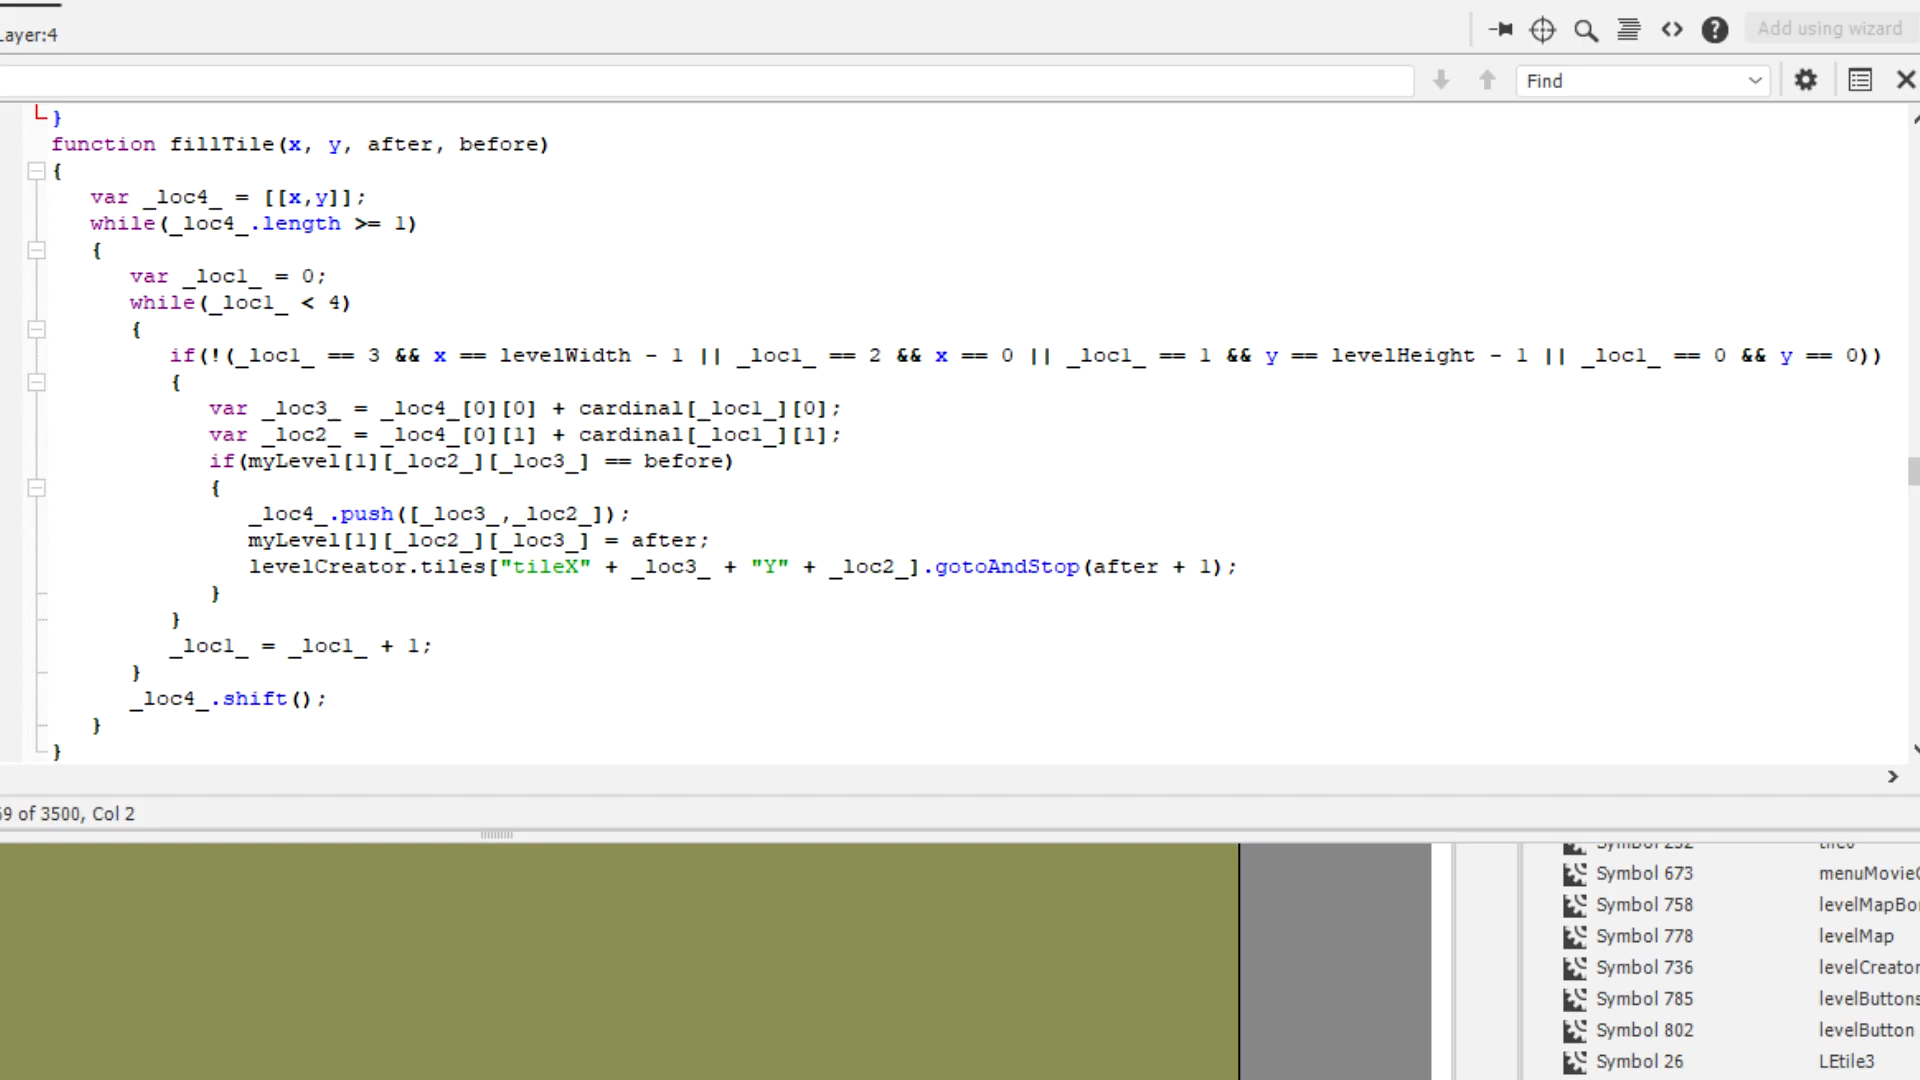 Layer:4
Add using wizard
Find
}
function fillTile(x, y, after, before)
{
var _loc4_ = [[x,y]];
while(_loc4_.length >= 1)
{
var _loc1_ = 0;
while(_loc1_ < 4)
{
if(!(_loc1_ == 3 && x == levelWidth - 1 || _loc1_ == 2 && x == 0 || _loc1_ == 1 && y == levelHeight - 1 || _loc1_ == 0 && y == 0))
{
var _loc3_ = _loc4_[0][0] + cardinal[_loc1_][0];
var _loc2_ = _loc4_[0][1] + cardinal[_loc1_][1];
if(myLevel[1][_loc2_][_loc3_] == before)
{
_loc4_.push([_loc3_,_loc2_]);
myLevel[1][_loc2_][_loc3_] = after;
levelCreator.tiles["tileX" + _loc3_ + "Y" + _loc2_].gotoAndStop(after + 1);
}
}
_loc1_ = _loc1_ + 1;
}
_loc4_.shift();
}
}
69 of 3500, Col 2
Symbol 252
Symbol 673 menuMovieC
Symbol 758 levelMapBor
Symbol 778 levelMap
Symbol 736 levelCreator
Symbol 785 levelButtons
Symbol 802 levelButton
Symbol 26 LEtile3